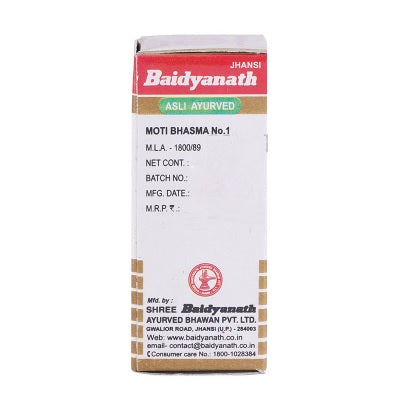 JHANSI
Baidyanath
ASLI AYURVED
MOTI BHASMA No.1
M.L.A. - 1800/89
NET CONT. :
BATCH NO.:
MFG. DATE.:
M.R.P. ₹ .:
Mfd. by :
SHREE Baidyanath
AYURVED BHAWAN PVT. LTD.
GWALIOR ROAD, JHANSI (U.P.) - 284003
Web: www.baidyanath.co.in
email- contact@baidyanath.co.in
Consumer care No.: 1800-1028384